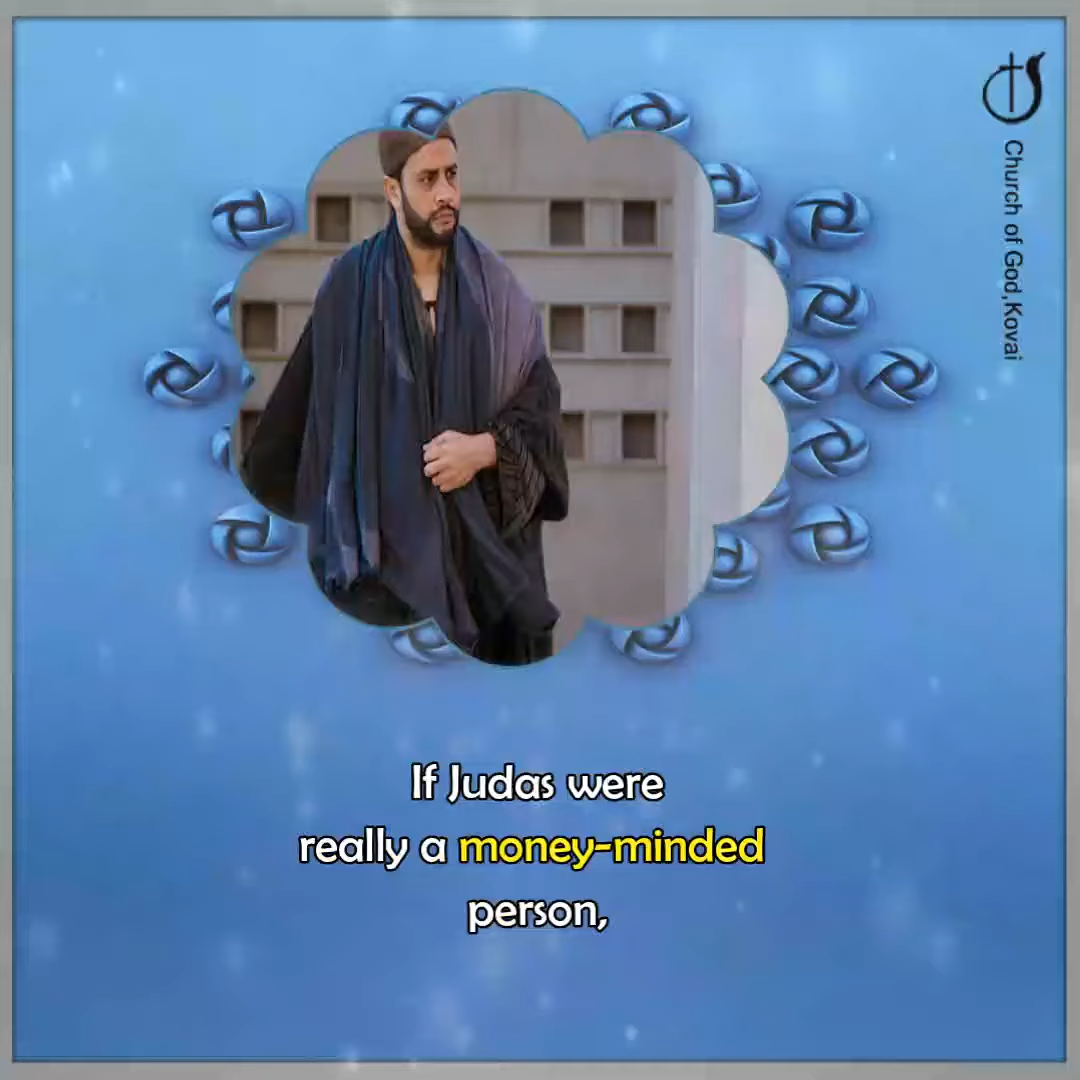 Church of God,Kovai
If Judas were
really a money-minded
person,